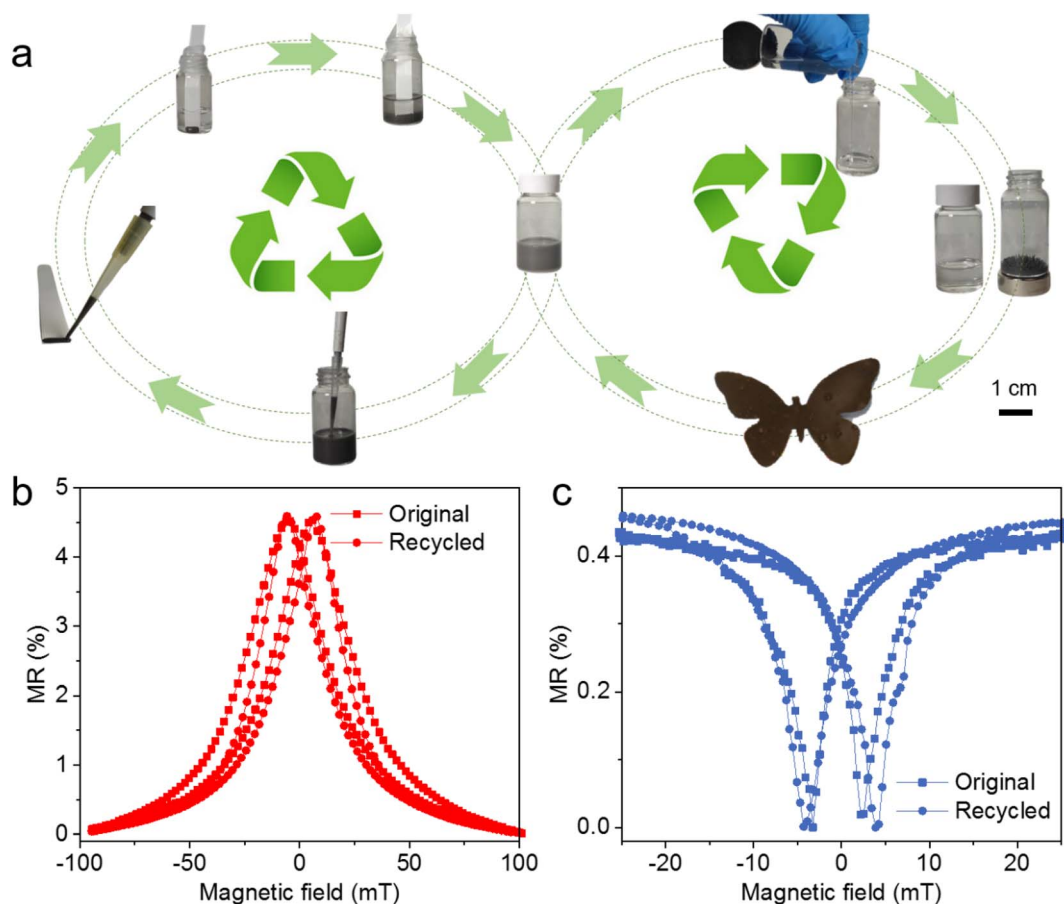 a
1 cm
b
5
4
3
2
1
0
MR (%)
Original
Recycled
-100
-50
0
50
100
Magnetic field (mT)
c
0.4
0.2
0.0
MR (%)
Original
Recycled
-20
-10
0
10
20
Magnetic field (mT)